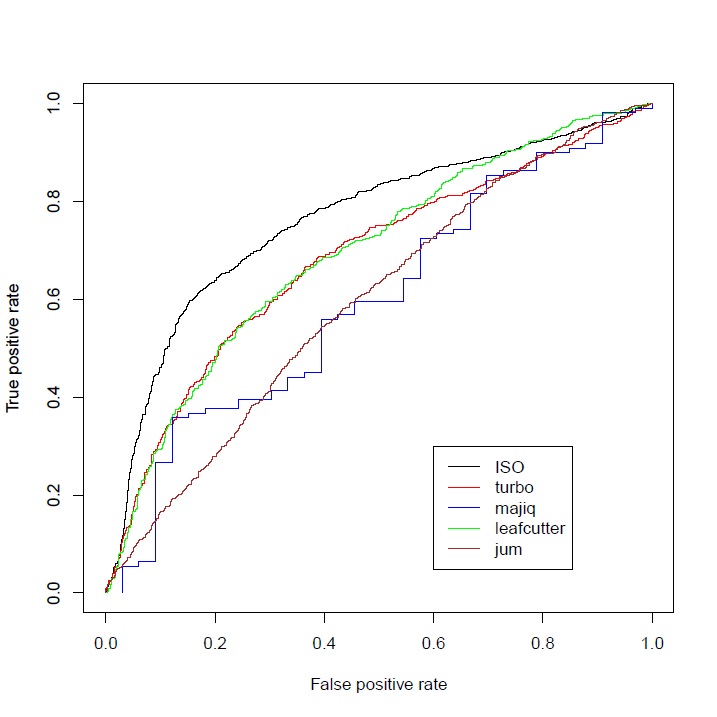 True positive rate
1.0
0.8
0.6
0.4
0.2
0.0
ISO
turbo
majiq
leafcutter
jum
0.0 0.2 0.4 0.6 0.8 1.0
False positive rate